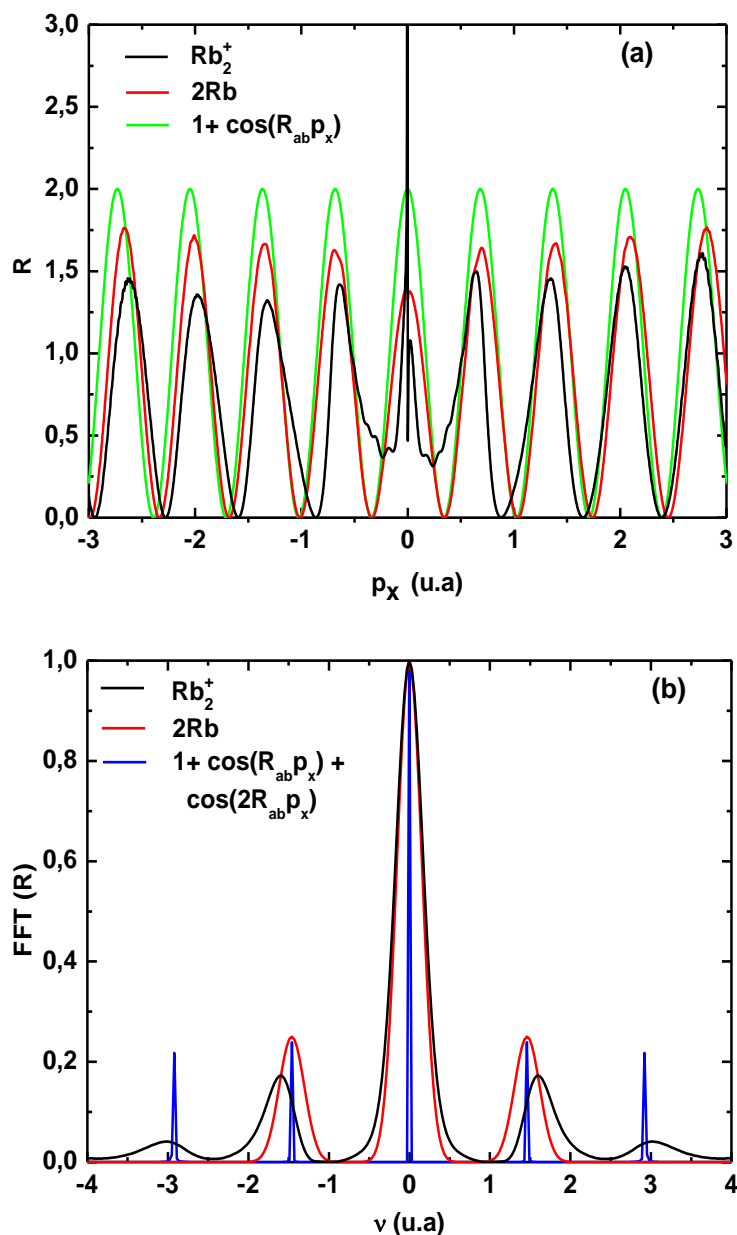 (a)
Rb₂⁺
2Rb
1+ cos(Rₐbpₓ)
3,0
2,5
2,0
1,5
1,0
0,5
0,0
R
-3 -2 -1 0 1 2 3
pₓ (u.a)
(b)
Rb₂⁺
2Rb
1+ cos(Rₐbpₓ) +
cos(2Rₐbpₓ)
1,0
0,8
0,6
0,4
0,2
0,0
FFT (R)
-4 -3 -2 -1 0 1 2 3 4
ν (u.a)